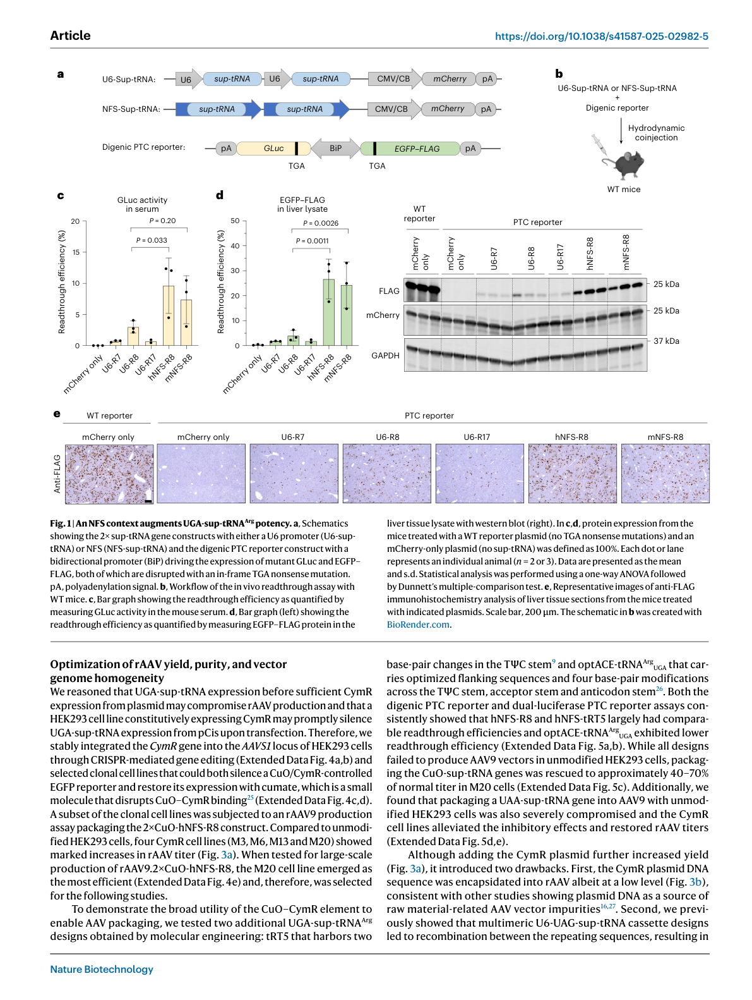 Article
https://doi.org/10.1038/s41587-025-02982-5
a
U6-Sup-tRNA:
U6
sup-tRNA
U6
sup-tRNA
CMV/CB
mCherry
pA
NFS-Sup-tRNA:
sup-tRNA
sup-tRNA
CMV/CB
mCherry
pA
Digenic PTC reporter:
pA
GLuc
BiP
EGFP–FLAG
pA
TGA
TGA
b
U6-Sup-tRNA or NFS-Sup-tRNA
+
Digenic reporter
Hydrodynamic
coinjection
WT mice
c
GLuc activity
in serum
P = 0.20
P = 0.033
Readthrough efficiency (%)
20
15
10
5
0
mCherry only
U6-R7
U6-R8
U6-R17
hNFS-R8
mNFS-R8
d
EGFP–FLAG
in liver lysate
P = 0.0026
P = 0.0011
Readthrough efficiency (%)
50
40
30
20
10
0
mCherry only
U6-R7
U6-R8
U6-R17
hNFS-R8
mNFS-R8
WT
reporter
PTC reporter
mCherry
only
mCherry
only
U6-R7
U6-R8
U6-R17
hNFS-R8
mNFS-R8
FLAG
25 kDa
mCherry
25 kDa
37 kDa
GAPDH
e
WT reporter
PTC reporter
mCherry only
mCherry only
U6-R7
U6-R8
U6-R17
hNFS-R8
mNFS-R8
Anti-FLAG
Fig. 1 | An NFS context augments UGA-sup-tRNAArg potency. a, Schematics
showing the 2× sup-tRNA gene constructs with either a U6 promoter (U6-sup-
tRNA) or NFS (NFS-sup-tRNA) and the digenic PTC reporter construct with a
bidirectional promoter (BiP) driving the expression of mutant GLuc and EGFP–
FLAG, both of which are disrupted with an in-frame TGA nonsense mutation.
pA, polyadenylation signal. b, Workflow of the in vivo readthrough assay with
WT mice. c, Bar graph showing the readthrough efficiency as quantified by
measuring GLuc activity in the mouse serum. d, Bar graph (left) showing the
readthrough efficiency as quantified by measuring EGFP–FLAG protein in the
liver tissue lysate with western blot (right). In c,d, protein expression from the
mice treated with a WT reporter plasmid (no TGA nonsense mutations) and an
mCherry-only plasmid (no sup-tRNA) was defined as 100%. Each dot or lane
represents an individual animal (n = 2 or 3). Data are presented as the mean
and s.d. Statistical analysis was performed using a one-way ANOVA followed
by Dunnett's multiple-comparison test. e, Representative images of anti-FLAG
immunohistochemistry analysis of liver tissue sections from the mice treated
with indicated plasmids. Scale bar, 200 μm. The schematic in b was created with
BioRender.com.
Optimization of rAAV yield, purity, and vector
genome homogeneity
We reasoned that UGA-sup-tRNA expression before sufficient CymR
expression from plasmid may compromise rAAV production and that a
HEK293 cell line constitutively expressing CymR may promptly silence
UGA-sup-tRNA expression from pCis upon transfection. Therefore, we
stably integrated the CymR gene into the AAVS1 locus of HEK293 cells
through CRISPR-mediated gene editing (Extended Data Fig. 4a,b) and
selected clonal cell lines that could both silence a CuO/CymR-controlled
EGFP reporter and restore its expression with cumate, which is a small
molecule that disrupts CuO–CymR binding25 (Extended Data Fig. 4c,d).
A subset of the clonal cell lines was subjected to an rAAV9 production
assay packaging the 2×CuO-hNFS-R8 construct. Compared to unmodi-
fied HEK293 cells, four CymR cell lines (M3, M6, M13 and M20) showed
marked increases in rAAV titer (Fig. 3a). When tested for large-scale
production of rAAV9.2×CuO-hNFS-R8, the M20 cell line emerged as
the most efficient (Extended Data Fig. 4e) and, therefore, was selected
for the following studies.
To demonstrate the broad utility of the CuO–CymR element to
enable AAV packaging, we tested two additional UGA-sup-tRNAArg
designs obtained by molecular engineering: tRT5 that harbors two
base-pair changes in the TΨC stem9 and optACE-tRNAArgUGA that car-
ries optimized flanking sequences and four base-pair modifications
across the TΨC stem, acceptor stem and anticodon stem26. Both the
digenic PTC reporter and dual-luciferase PTC reporter assays con-
sistently showed that hNFS-R8 and hNFS-tRT5 largely had compara-
ble readthrough efficiencies and optACE-tRNAArgUGA exhibited lower
readthrough efficiency (Extended Data Fig. 5a,b). While all designs
failed to produce AAV9 vectors in unmodified HEK293 cells, packag-
ing the CuO-sup-tRNA genes was rescued to approximately 40–70%
of normal titer in M20 cells (Extended Data Fig. 5c). Additionally, we
found that packaging a UAA-sup-tRNA gene into AAV9 with unmod-
ified HEK293 cells was also severely compromised and the CymR
cell lines alleviated the inhibitory effects and restored rAAV titers
(Extended Data Fig. 5d,e).
Although adding the CymR plasmid further increased yield
(Fig. 3a), it introduced two drawbacks. First, the CymR plasmid DNA
sequence was encapsidated into rAAV albeit at a low level (Fig. 3b),
consistent with other studies showing plasmid DNA as a source of
raw material-related AAV vector impurities16,27. Second, we previ-
ously showed that multimeric U6-UAG-sup-tRNA cassette designs
led to recombination between the repeating sequences, resulting in
Nature Biotechnology